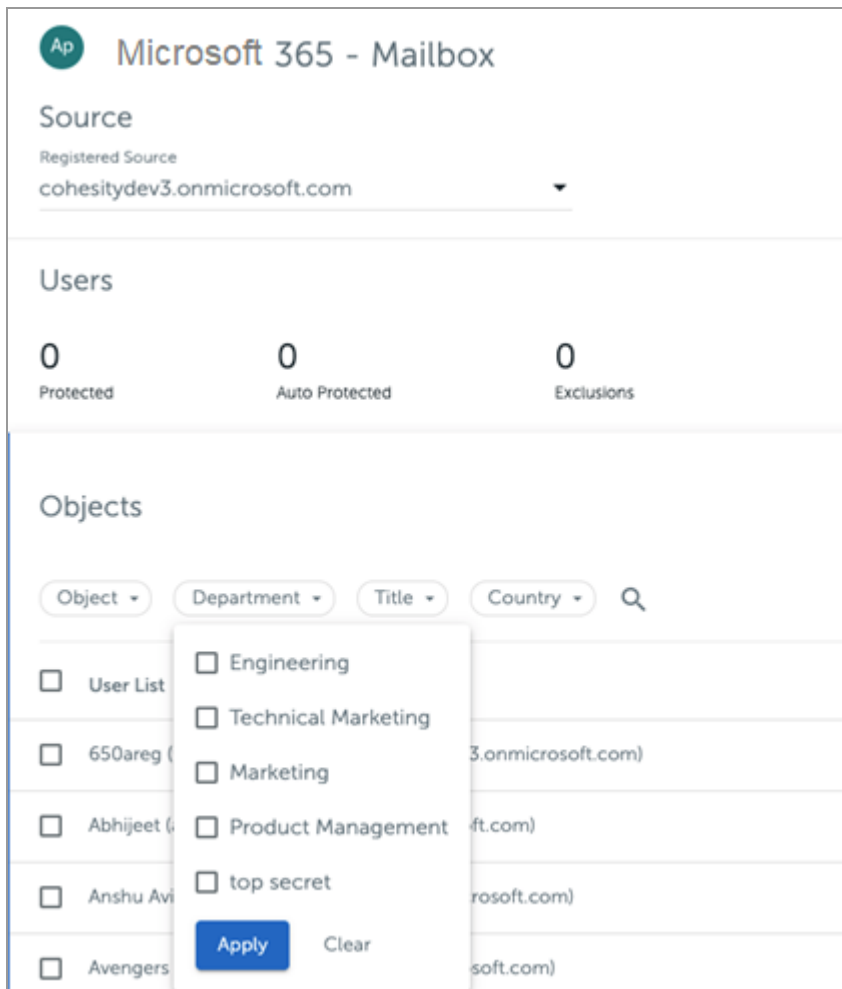 Ap
Microsoft 365 - Mailbox
Source
Registered Source
cohesitydev3.onmicrosoft.com
Users
0 0 0
Protected Auto Protected Exclusions
Objects
Object Department Title Country
Engineering
User List
Technical Marketing
650areg ( 3.onmicrosoft.com)
Marketing
Abhijeet ( ft.com)
Product Management
top secret
Anshu Avi rosoft.com)
Apply Clear
Avengers soft.com)